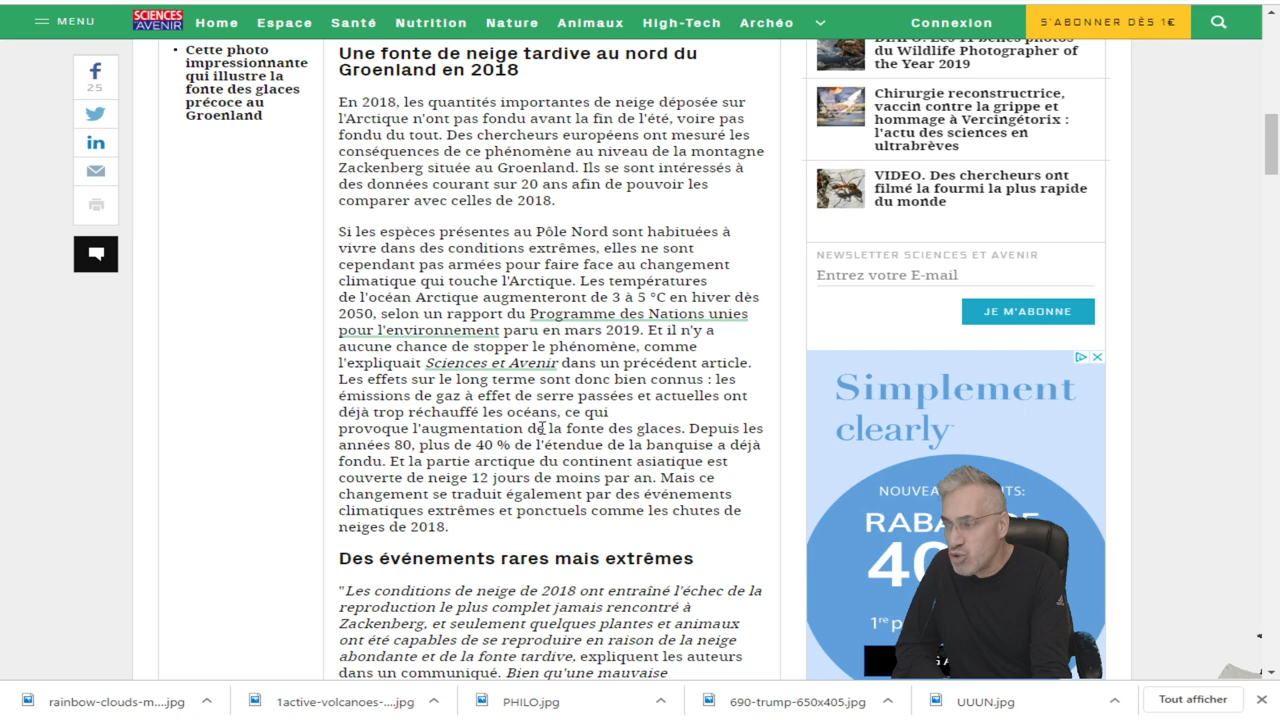 MENU
SCIENCES
AVENIR
Home
Espace
Santé
Nutrition
Nature
Animaux
High-Tech
Archéo
Connexion
S'ABONNER DÈS 1€
25
Cette photo
impressionnante
qui illustre la
fonte des glaces
précoce au
Groenland
Une fonte de neige tardive au nord du
Groenland en 2018
En 2018, les quantités importantes de neige déposée sur
l'Arctique n'ont pas fondu avant la fin de l'été, voire pas
fondu du tout. Des chercheurs européens ont mesuré les
conséquences de ce phénomène au niveau de la montagne
Zackenberg située au Groenland. Ils se sont intéressés à
des données courant sur 20 ans afin de pouvoir les
comparer avec celles de 2018.
Si les espèces présentes au Pôle Nord sont habituées à
vivre dans des conditions extrêmes, elles ne sont
cependant pas armées pour faire face au changement
climatique qui touche l'Arctique. Les températures
de l'océan Arctique augmenteront de 3 à 5 °C en hiver dès
2050, selon un rapport du Programme des Nations unies
pour l'environnement paru en mars 2019. Et il n'y a
aucune chance de stopper le phénomène, comme
l'expliquait Sciences et Avenir dans un précédent article.
Les effets sur le long terme sont donc bien connus : les
émissions de gaz à effet de serre passées et actuelles ont
déjà trop réchauffé les océans, ce qui
provoque l'augmentation de la fonte des glaces. Depuis les
années 80, plus de 40 % de l'étendue de la banquise a déjà
fondu. Et la partie arctique du continent asiatique est
couverte de neige 12 jours de moins par an. Mais ce
changement se traduit également par des événements
climatiques extrêmes et ponctuels comme les chutes de
neiges de 2018.
Des événements rares mais extrêmes
"Les conditions de neige de 2018 ont entraîné l'échec de la
reproduction le plus complet jamais rencontré à
Zackenberg, et seulement quelques plantes et animaux
ont été capables de se reproduire en raison de la neige
abondante et de la fonte tardive, expliquent les auteurs
dans un communiqué. Bien qu'une mauvaise
du Wildlife Photographer of
the Year 2019
Chirurgie reconstructrice,
vaccin contre la grippe et
hommage à Vercingétorix :
l'actu des sciences en
ultrabrèves
VIDEO. Des chercheurs ont
filmé la fourmi la plus rapide
du monde
NEWSLETTER SCIENCES ET AVENIR
Entrez votre E-mail
JE M'ABONNE
Simplement
clearly
NOUVEA
RABA
40
1re p
rainbow-clouds-m....jpg
1active-volcanoes-....jpg
PHILO.jpg
690-trump-650x405.jpg
UUUN.jpg
Tout afficher